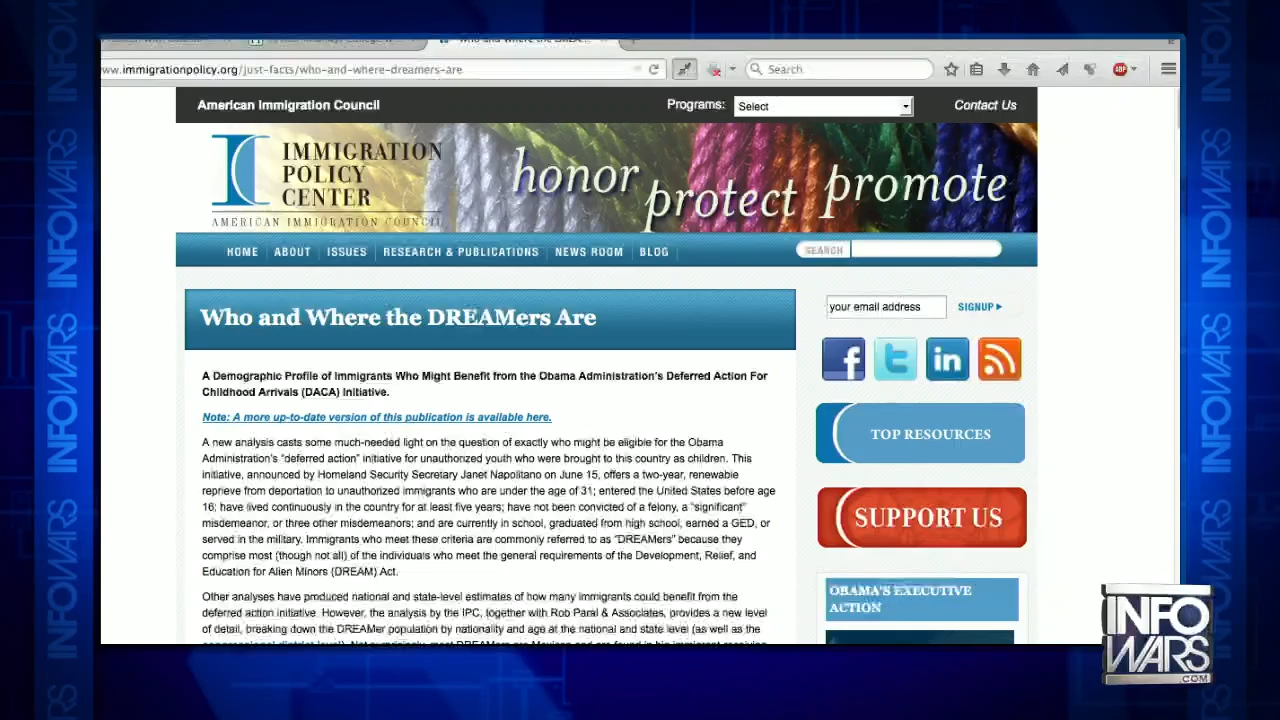 Who and Where the DREA
www.immigrationpolicy.org/just-facts/who-and-where-dreamers-are
Search
ABP
American Immigration Council
Programs:
Select
Contact Us
IMMIGRATION
POLICY
CENTER
AMERICAN IMMIGRATION COUNCIL
honor protect promote
HOME ABOUT ISSUES RESEARCH & PUBLICATIONS NEWS ROOM BLOG
SEARCH
Who and Where the DREAMers Are
your email address
SIGNUP
A Demographic Profile of Immigrants Who Might Benefit from the Obama Administration's Deferred Action For
Childhood Arrivals (DACA) Initiative.
Note: A more up-to-date version of this publication is available here.
A new analysis casts some much-needed light on the question of exactly who might be eligible for the Obama
Administration's "deferred action" initiative for unauthorized youth who were brought to this country as children. This
initiative, announced by Homeland Security Secretary Janet Napolitano on June 15, offers a two-year, renewable
reprieve from deportation to unauthorized immigrants who are under the age of 31; entered the United States before age
16; have lived continuously in the country for at least five years; have not been convicted of a felony, a "significant"
misdemeanor, or three other misdemeanors; and are currently in school, graduated from high school, earned a GED, or
served in the military. Immigrants who meet these criteria are commonly referred to as "DREAMers" because they
comprise most (though not all) of the individuals who meet the general requirements of the Development, Relief, and
Education for Alien Minors (DREAM) Act.
Other analyses have produced national and state-level estimates of how many immigrants could benefit from the
deferred action initiative. However, the analysis by the IPC, together with Rob Paral & Associates, provides a new level
of detail, breaking down the DREAMer population by nationality and age at the national and state level (as well as the
TOP RESOURCES
SUPPORT US
OBAMA'S EXECUTIVE
ACTION
INFO
WARS
.COM
INFOWARS
INFOWARS
INFOWARS
INFOWARS